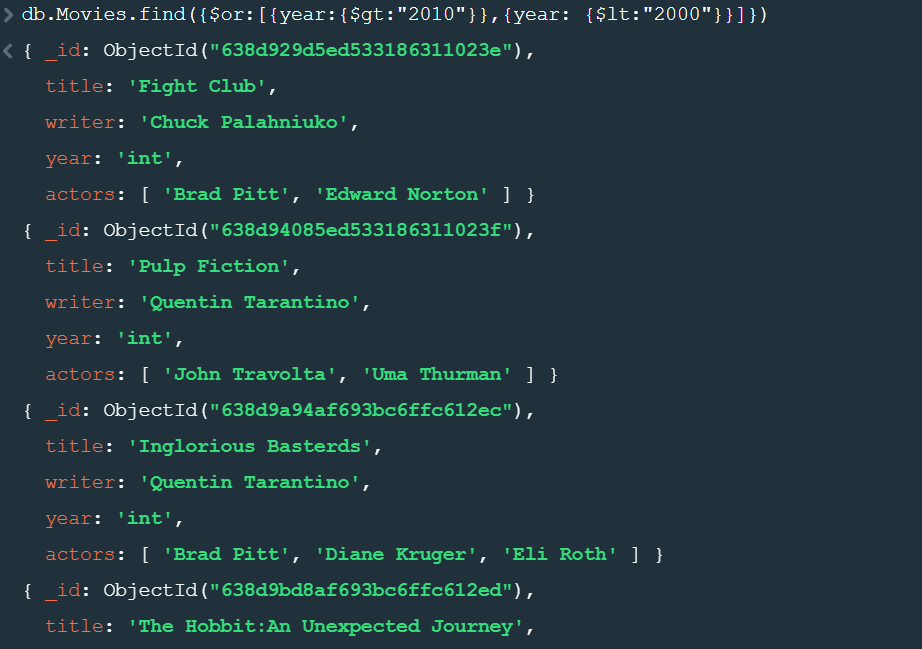 > db.Movies.find({$or:[{year:{$gt:"2010"}},{year: {$lt:"2000"}}]})
< { _id: ObjectId("638d929d5ed533186311023e"),
title: 'Fight Club',
writer: 'Chuck Palahniuko',
year: 'int',
actors: [ 'Brad Pitt', 'Edward Norton' ] }
{ _id: ObjectId("638d94085ed533186311023f"),
title: 'Pulp Fiction',
writer: 'Quentin Tarantino',
year: 'int',
actors: [ 'John Travolta', 'Uma Thurman' ] }
{ _id: ObjectId("638d9a94af693bc6ffc612ec"),
title: 'Inglorious Basterds',
writer: 'Quentin Tarantino',
year: 'int',
actors: [ 'Brad Pitt', 'Diane Kruger', 'Eli Roth' ] }
{ _id: ObjectId("638d9bd8af693bc6ffc612ed"),
title: 'The Hobbit:An Unexpected Journey',